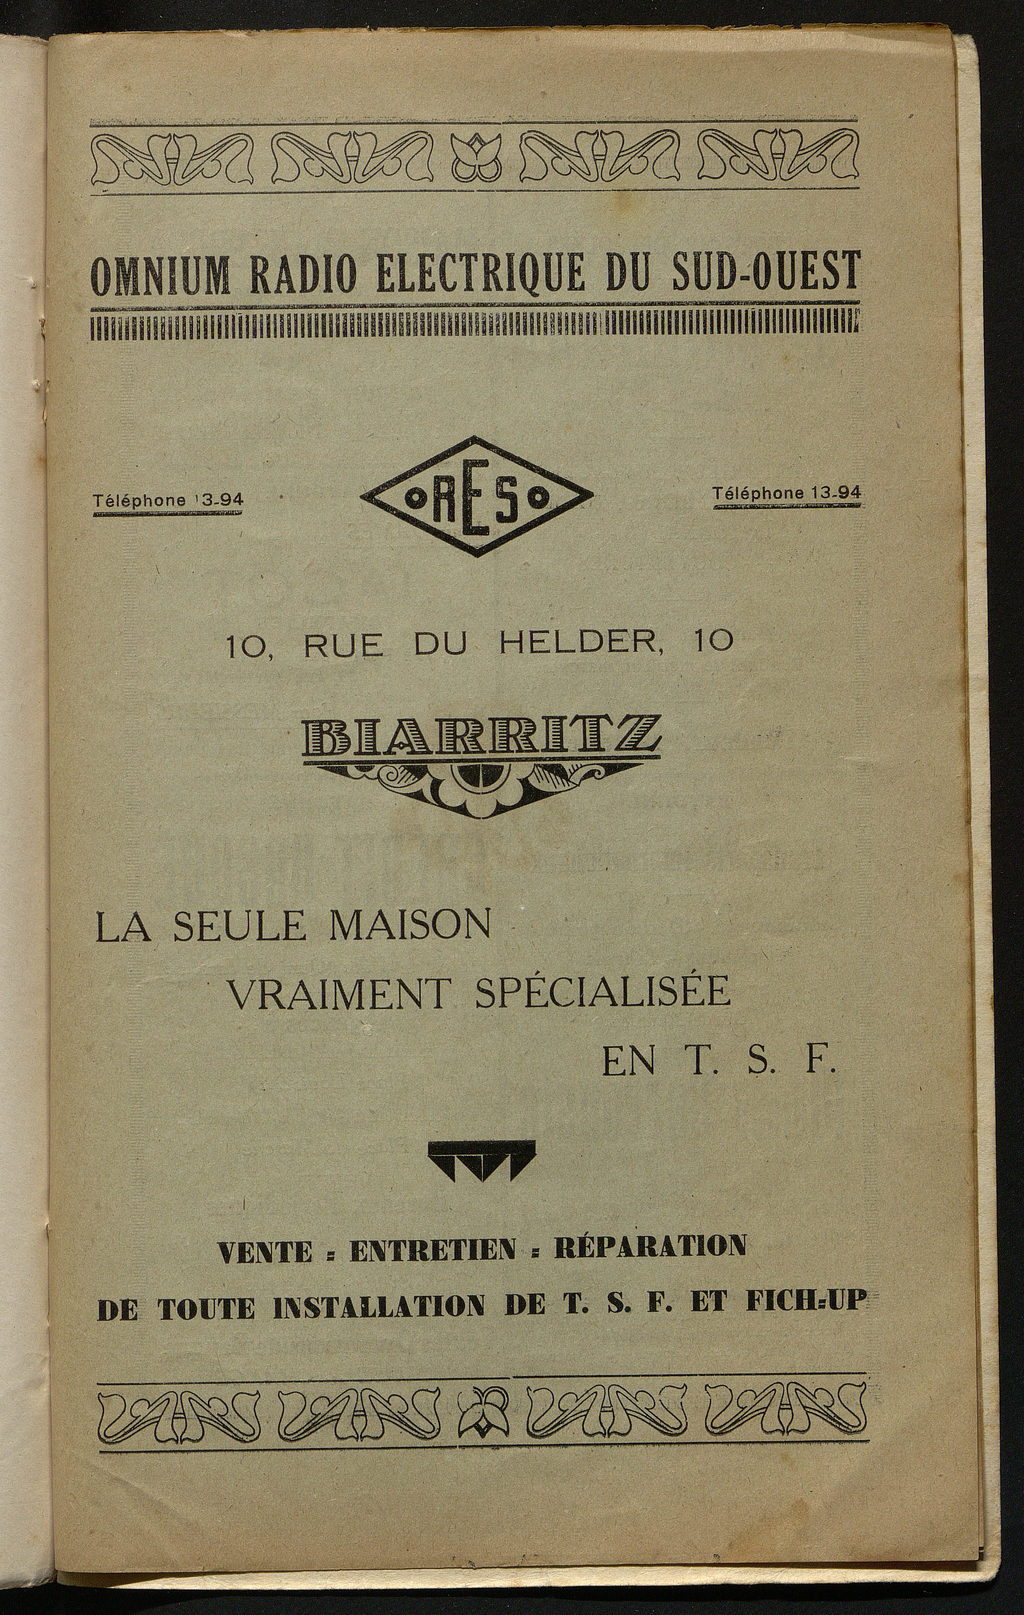 OMNIUM RADIO ELECTRIQUE DU SUD-OUEST
Téléphone 13-94
ORESO
Téléphone 13-94
10, RUE DU HELDER, 10
BIARRITZ
LA SEULE MAISON
VRAIMENT SPÉCIALISÉE
EN T. S. F.
VENTE = ENTRETIEN = RÉPARATION
DE TOUTE INSTALLATION DE T. S. F. ET FICH=UP